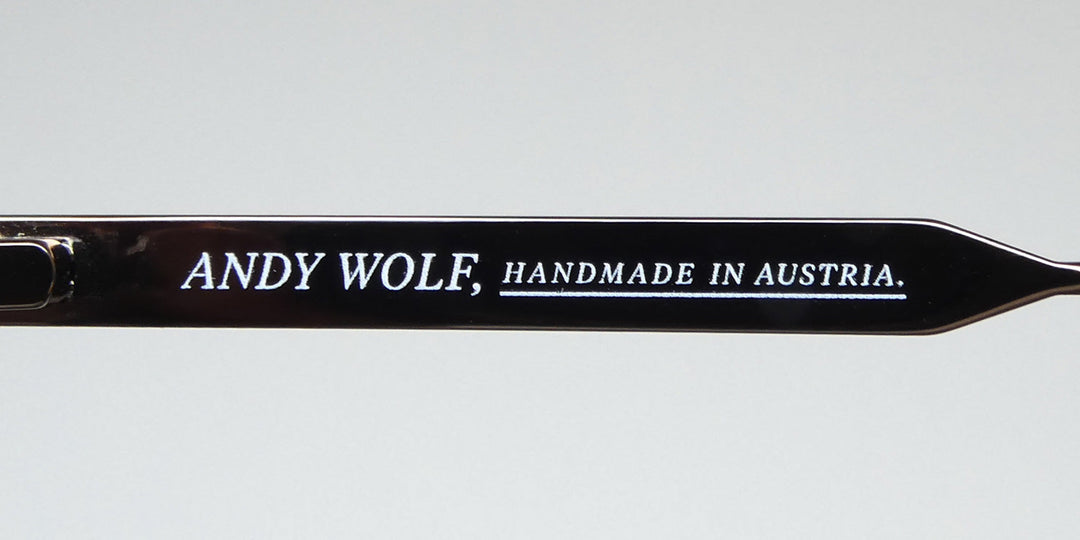 ANDY WOLF, HANDMADE IN AUSTRIA.